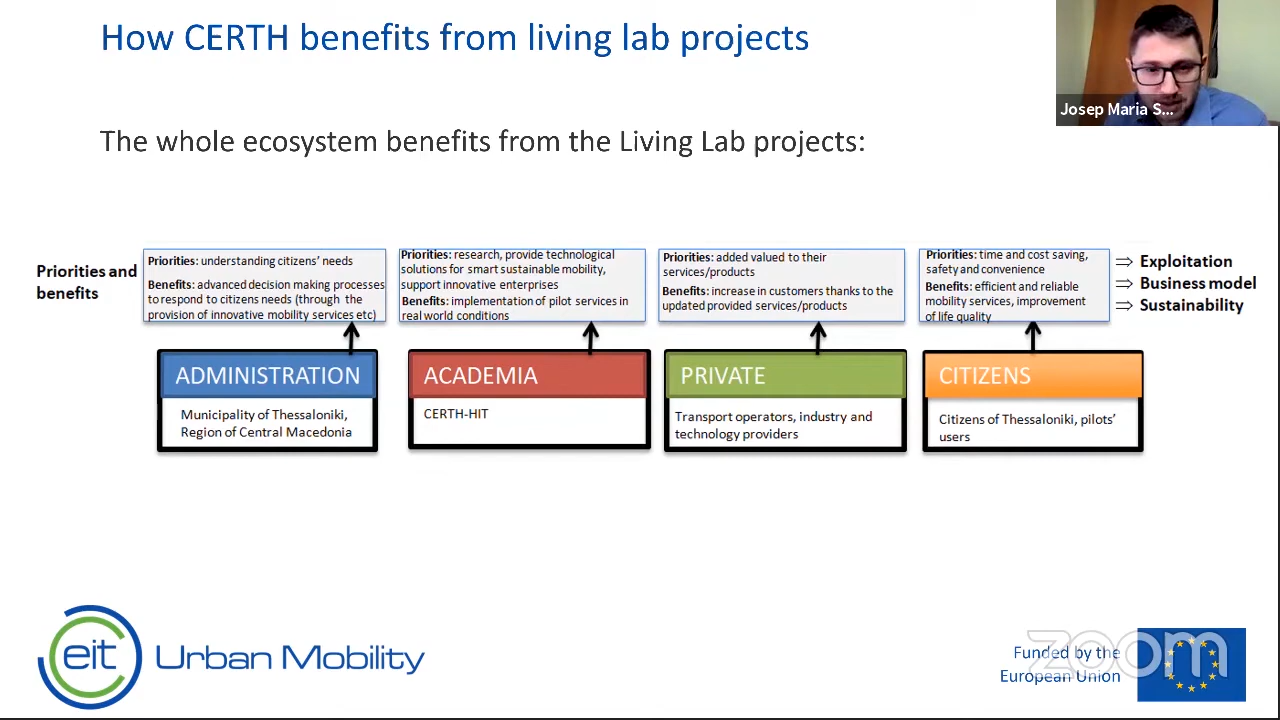 How CERTH benefits from living lab projects
Josep Maria S...
The whole ecosystem benefits from the Living Lab projects:
Priorities and
benefits
Priorities: understanding citizens' needs
Benefits: advanced decision making processes
to respond to citizens needs (through the
provision of innovative mobility services etc)
Priorities: research, provide technological
solutions for smart sustainable mobility,
support innovative enterprises
Benefits: implementation of pilot services in
real world conditions
Priorities: added valued to their
services/products
Benefits: increase in customers thanks to the
updated provided services/products
Priorities: time and cost saving,
safety and convenience
Benefits: efficient and reliable
mobility services, improvement
of life quality
⇒ Exploitation
⇒ Business model
⇒ Sustainability
ADMINISTRATION
Municipality of Thessaloniki,
Region of Central Macedonia
ACADEMIA
CERTH-HIT
PRIVATE
Transport operators, industry and
technology providers
CITIZENS
Citizens of Thessaloniki, pilots'
users
eit Urban Mobility
Funded by the
European Union
zoom